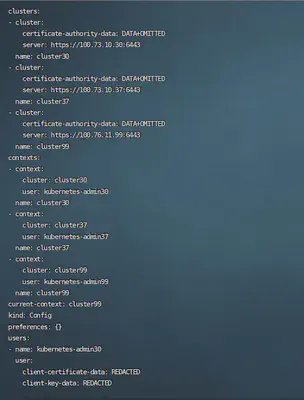 clusters:
- cluster:
    certificate-authority-data: DATA+OMITTED
    server: https://100.73.10.30:6443
  name: cluster30
- cluster:
    certificate-authority-data: DATA+OMITTED
    server: https://100.73.10.37:6443
  name: cluster37
- cluster:
    certificate-authority-data: DATA+OMITTED
    server: https://100.76.11.99:6443
  name: cluster99
contexts:
- context:
    cluster: cluster30
    user: kubernetes-admin30
  name: cluster30
- context:
    cluster: cluster37
    user: kubernetes-admin37
  name: cluster37
- context:
    cluster: cluster99
    user: kubernetes-admin99
  name: cluster99
current-context: cluster99
kind: Config
preferences: {}
users:
- name: kubernetes-admin30
  user:
    client-certificate-data: REDACTED
    client-key-data: REDACTED